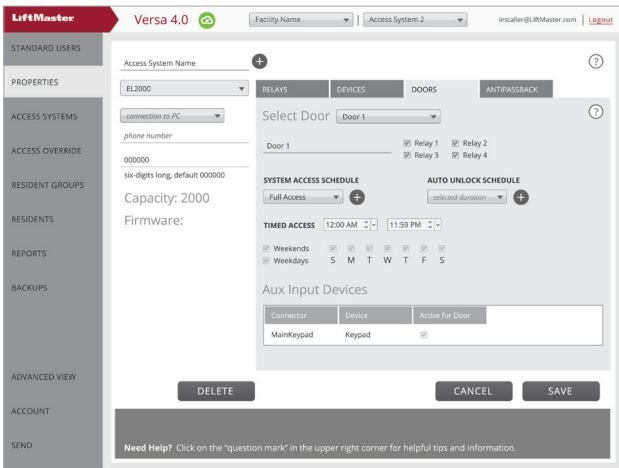 LiftMaster
Versa 4.0
Facility Name
Access System 2
installer@LiftMaster.com | Logout
STANDARD USERS
PROPERTIES
ACCESS SYSTEMS
ACCESS OVERRIDE
RESIDENT GROUPS
RESIDENTS
REPORTS
BACKUPS
ADVANCED VIEW
ACCOUNT
SEND
Access System Name
EL2000
connection to PC
phone number
000000
six-digits long, default 000000
Capacity: 2000
Firmware:
RELAYS DEVICES DOORS ANTIPASSBACK
Select Door Door 1
Door 1
Relay 1 Relay 2
Relay 3 Relay 4
SYSTEM ACCESS SCHEDULE AUTO UNLOCK SCHEDULE
Full Access selected duration
TIMED ACCESS 12:00 AM 11:59 PM
Weekends
Weekdays S M T W T F S
Aux Input Devices
Connector Device Active for Door
MainKeypad Keypad
DELETE CANCEL SAVE
Need Help? Click on the “question mark” in the upper right corner for helpful tips and information.